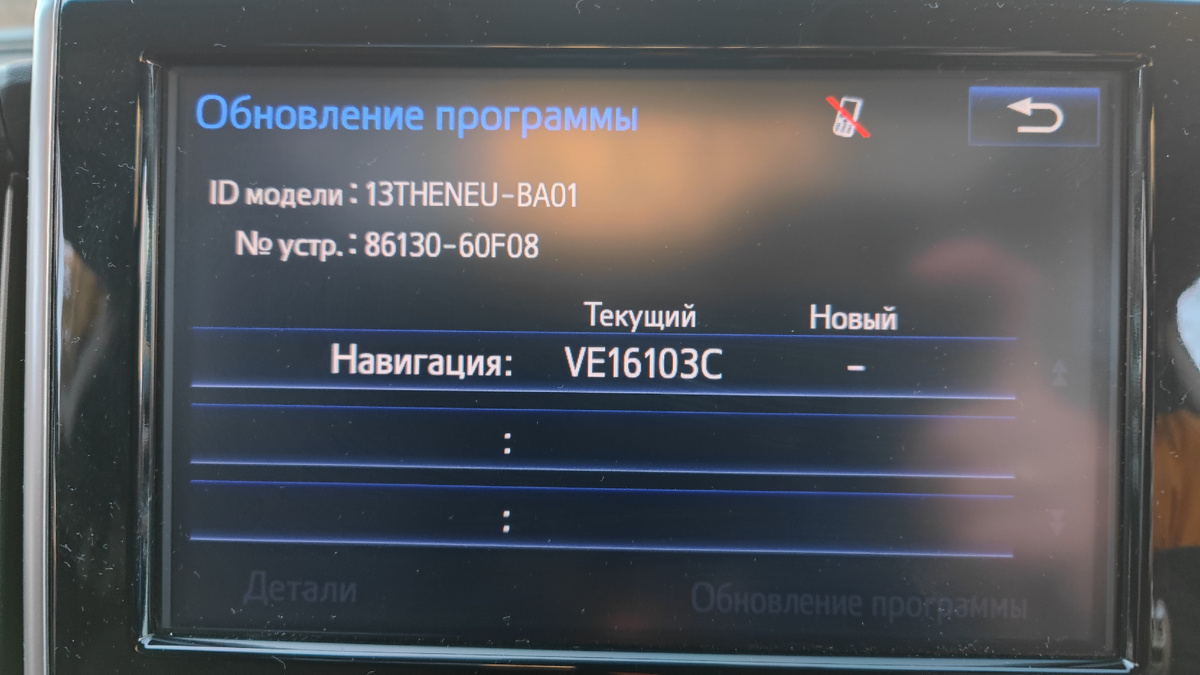 Обновление программы
ID модели : 13THENEU-BA01
№ устр. : 86130-60F08
Текущий Новый
Навигация: VE16103C –
:
:
Детали Обновление программы